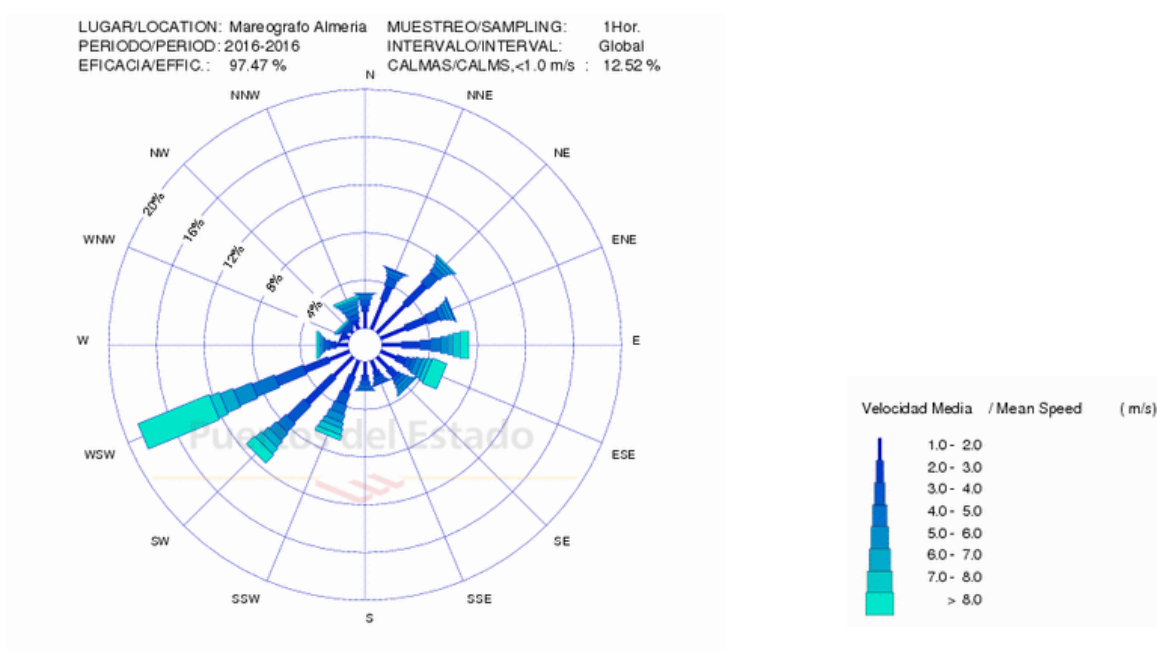 LUGAR/LOCATION: Mareografo Almeria MUESTREO/SAMPLING: 1Hor.
PERIODO/PERIOD: 2016-2016 INTERVALO/INTERVAL: Global
EFICACIA/EFFIC.: 97.47 % CALMAS/CALMS,<1.0 m/s : 12.52 %
N
NNW NNE
NW NE
20%
16%
WNW ENE
12%
8%
4%
W E
Velocidad Media / Mean Speed ( m/s)
Puertos del Estado
1.0 - 2.0
WSW ESE
2.0 - 3.0
3.0 - 4.0
4.0 - 5.0
5.0 - 6.0
SW SE
6.0 - 7.0
7.0 - 8.0
SSW SSE
> 8.0
S